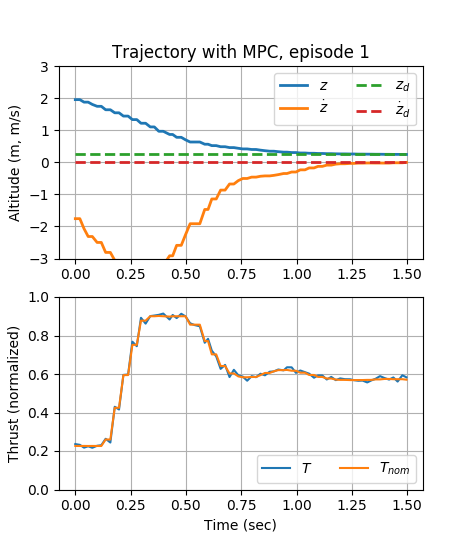 Trajectory with MPC, episode 1
Altitude (m, m/s)
3
2
1
0
−1
−2
−3
z
ż
z_d
ż_d
0.00 0.25 0.50 0.75 1.00 1.25 1.50
Thrust (normalized)
1.0
0.8
0.6
0.4
0.2
0.0
T
T_nom
0.00 0.25 0.50 0.75 1.00 1.25 1.50
Time (sec)